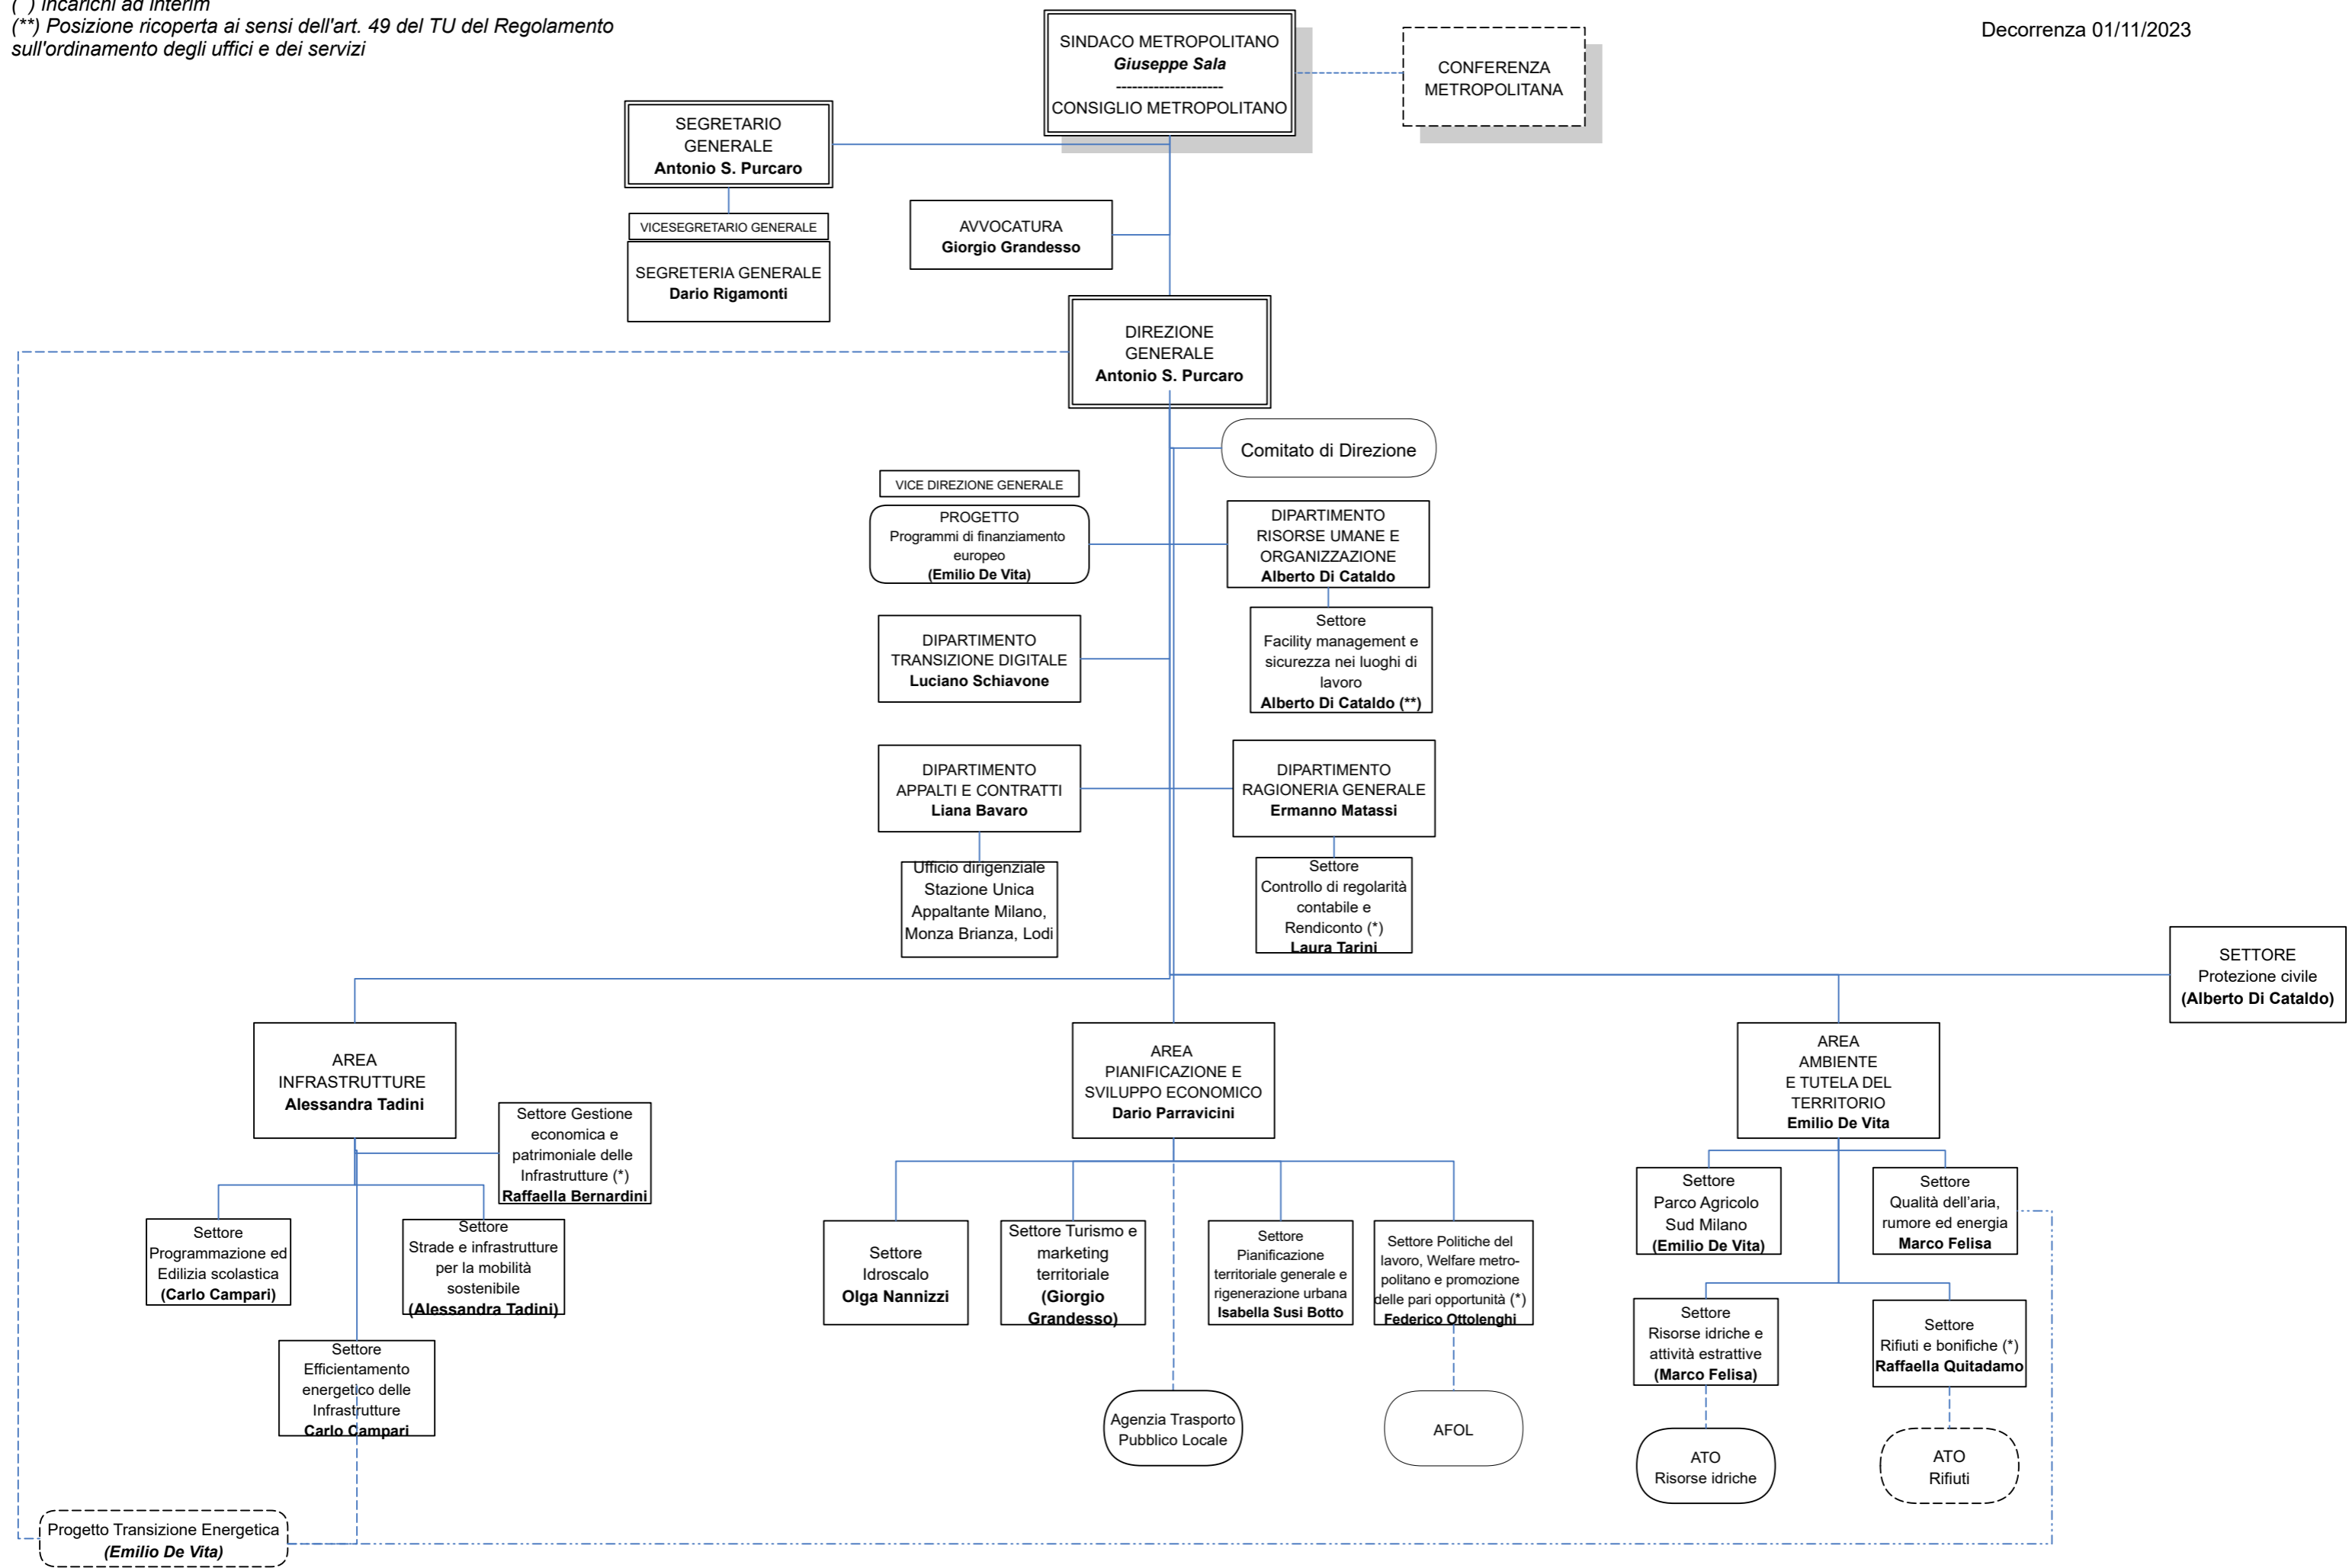 ( ) Incarichi ad interim
(**) Posizione ricoperta ai sensi dell'art. 49 del TU del Regolamento
sull'ordinamento degli uffici e dei servizi
Decorrenza 01/11/2023
SINDACO METROPOLITANO
Giuseppe Sala
--------------------
CONSIGLIO METROPOLITANO
CONFERENZA
METROPOLITANA
SEGRETARIO
GENERALE
Antonio S. Purcaro
VICESEGRETARIO GENERALE
SEGRETERIA GENERALE
Dario Rigamonti
AVVOCATURA
Giorgio Grandesso
DIREZIONE
GENERALE
Antonio S. Purcaro
Comitato di Direzione
VICE DIREZIONE GENERALE
PROGETTO
Programmi di finanziamento
europeo
(Emilio De Vita)
DIPARTIMENTO
RISORSE UMANE E
ORGANIZZAZIONE
Alberto Di Cataldo
Settore
Facility management e
sicurezza nei luoghi di
lavoro
Alberto Di Cataldo (**)
DIPARTIMENTO
TRANSIZIONE DIGITALE
Luciano Schiavone
DIPARTIMENTO
APPALTI E CONTRATTI
Liana Bavaro
DIPARTIMENTO
RAGIONERIA GENERALE
Ermanno Matassi
Ufficio dirigenziale
Stazione Unica
Appaltante Milano,
Monza Brianza, Lodi
Settore
Controllo di regolarità
contabile e
Rendiconto (*)
Laura Tarini
SETTORE
Protezione civile
(Alberto Di Cataldo)
AREA
INFRASTRUTTURE
Alessandra Tadini
Settore Gestione
economica e
patrimoniale delle
Infrastrutture (*)
Raffaella Bernardini
Settore
Programmazione ed
Edilizia scolastica
(Carlo Campari)
Settore
Strade e infrastrutture
per la mobilità
sostenibile
(Alessandra Tadini)
Settore
Efficientamento
energetico delle
Infrastrutture
Carlo Campari
AREA
PIANIFICAZIONE E
SVILUPPO ECONOMICO
Dario Parravicini
Settore
Idroscalo
Olga Nannizzi
Settore Turismo e
marketing
territoriale
(Giorgio
Grandesso)
Settore
Pianificazione
territoriale generale e
rigenerazione urbana
Isabella Susi Botto
Settore Politiche del
lavoro, Welfare metro-
politano e promozione
delle pari opportunità (*)
Federico Ottolenghi
Agenzia Trasporto
Pubblico Locale
AFOL
AREA
AMBIENTE
E TUTELA DEL
TERRITORIO
Emilio De Vita
Settore
Parco Agricolo
Sud Milano
(Emilio De Vita)
Settore
Qualità dell’aria,
rumore ed energia
Marco Felisa
Settore
Risorse idriche e
attività estrattive
(Marco Felisa)
Settore
Rifiuti e bonifiche (*)
Raffaella Quitadamo
ATO
Risorse idriche
ATO
Rifiuti
Progetto Transizione Energetica
(Emilio De Vita)